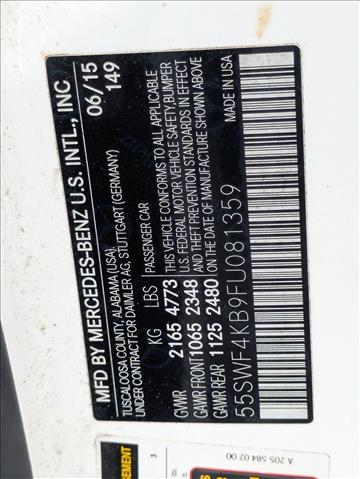 MFD BY MERCEDES-BENZ U.S. INTL., INC
06/15
149
TUSCALOOSA COUNTY, ALABAMA (USA)
UNDER CONTRACT FOR DAIMLER AG, STUTTGART (GERMANY)
KG LBS PASSENGER CAR
GWR 2165 4773 THIS VEHICLE CONFORMS TO ALL APPLICABLE
U.S. FEDERAL MOTOR VEHICLE SAFETY, BUMPER
GAWR FRONT 1065 2348 AND THEFT PREVENTION STANDARDS IN EFFECT
GAWR REAR 1125 2480 ON THE DATE OF MANUFACTURE SHOWN ABOVE
55SWF4KB9FU081359 MADE IN USA
A 205 584 02 00